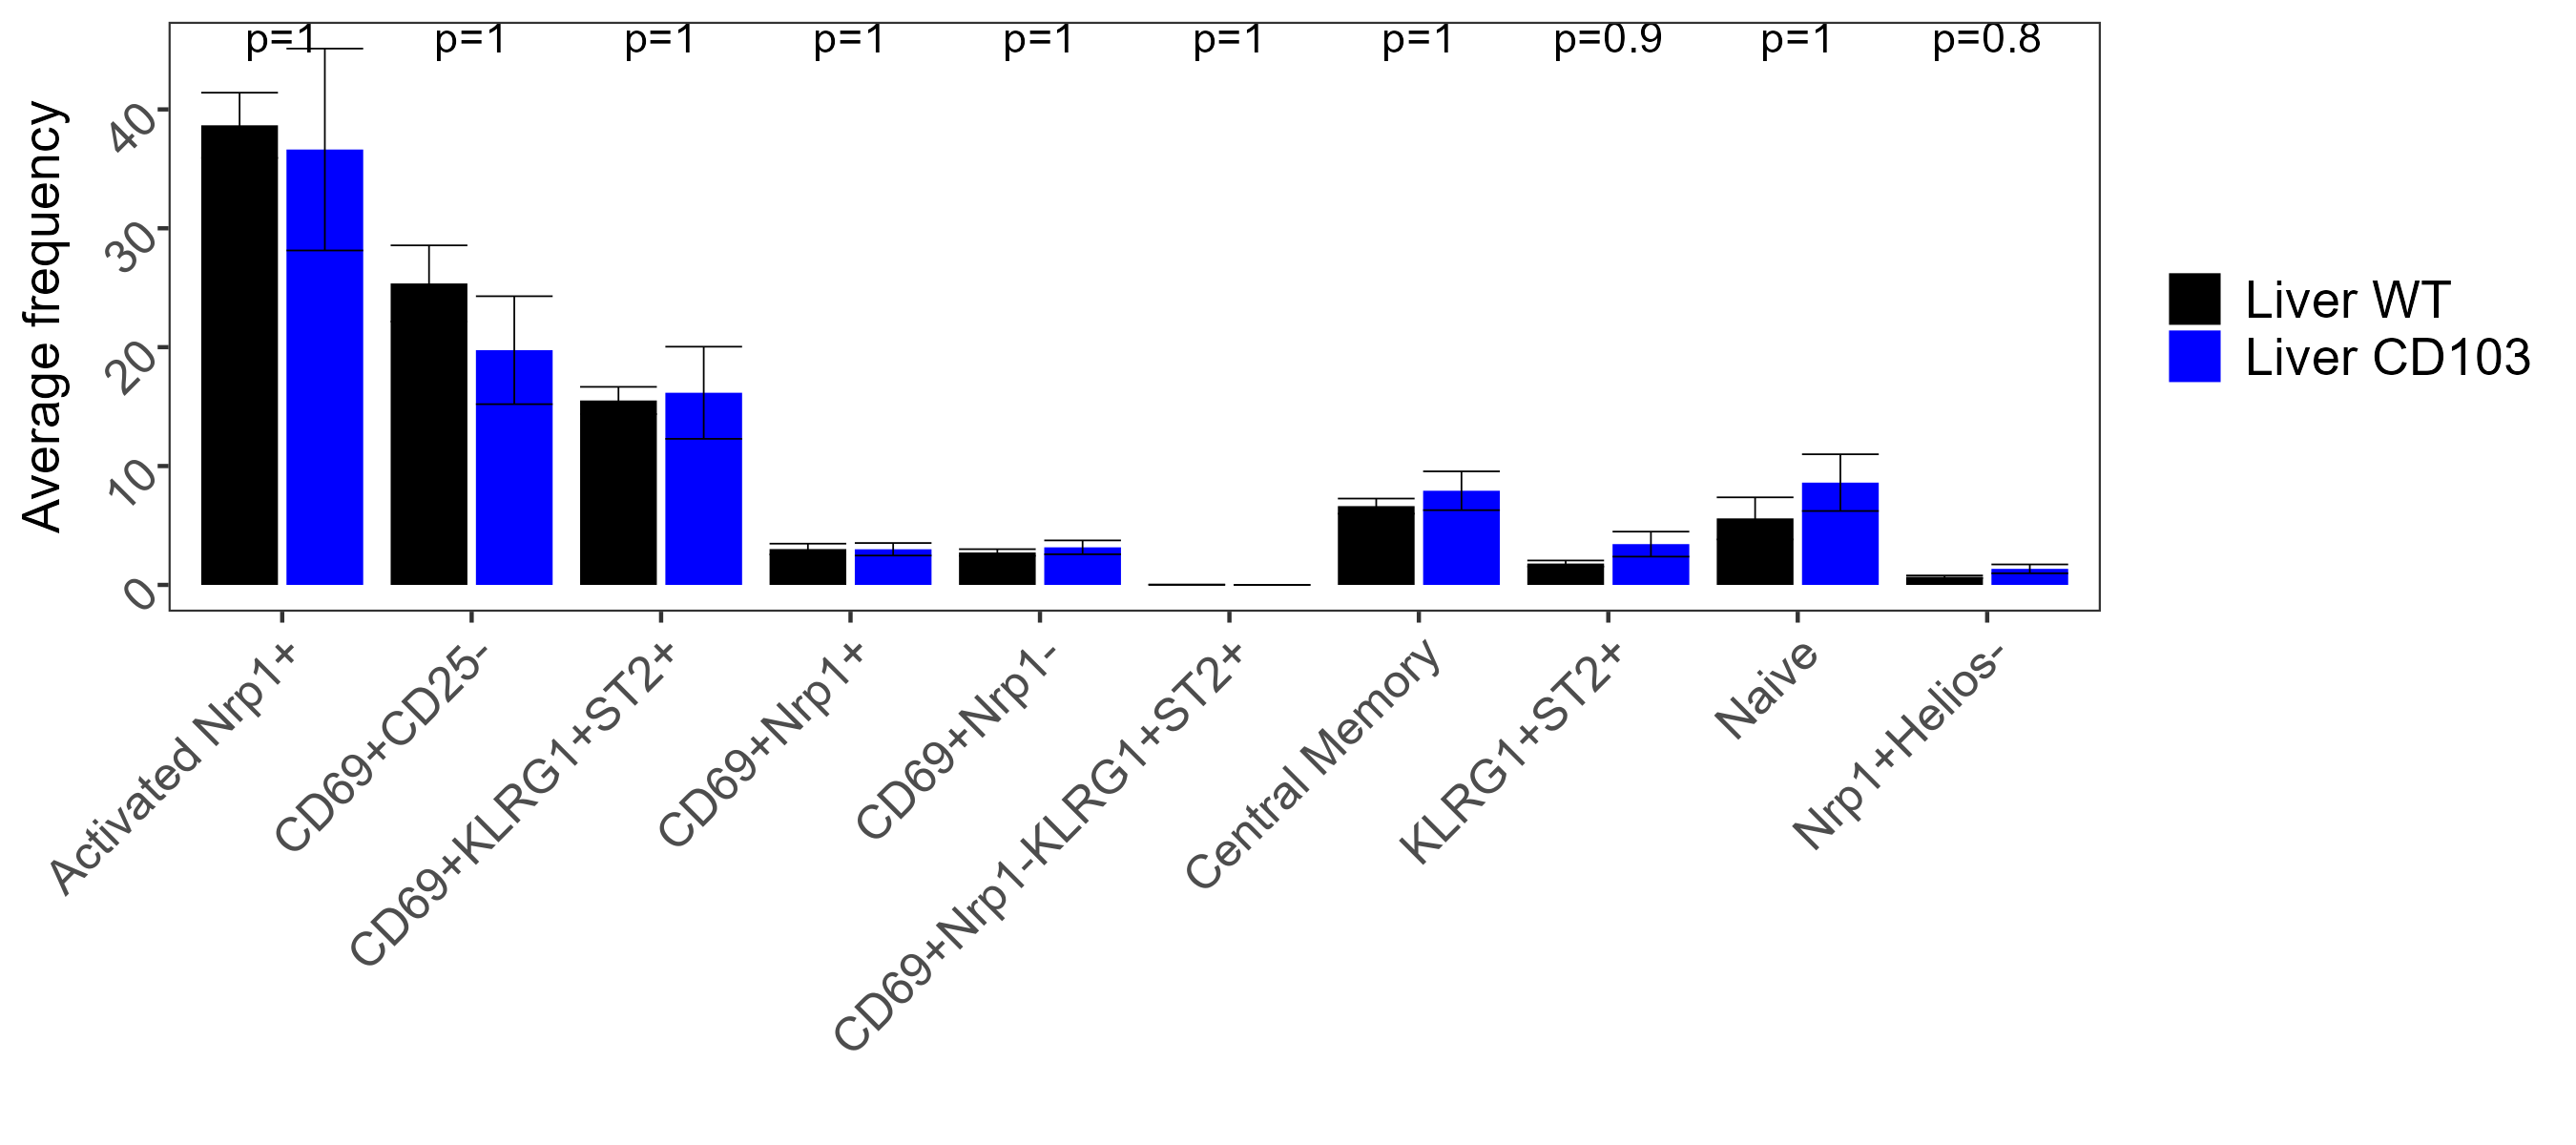 p=1 p=1 p=1 p=1 p=1 p=1 p=1 p=0.9 p=1 p=0.8
Average frequency
40
30
20
10
0
Liver WT
Liver CD103
Activated Nrp1+
CD69+CD25-
CD69+KLRG1+ST2+
CD69+Nrp1+
CD69+Nrp1-
CD69+Nrp1-KLRG1+ST2+
Central Memory
KLRG1+ST2+
Naive
Nrp1+Helios-